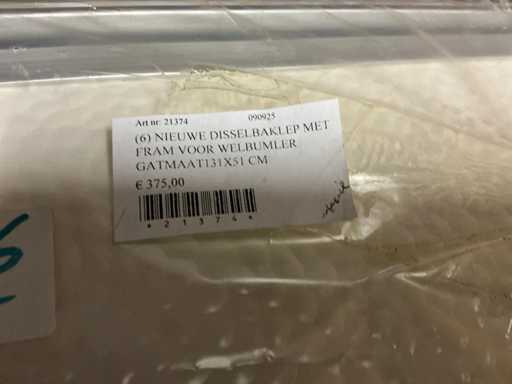 Art nr: 21374 090925
(6) NIEUWE DISSELBAKLEP MET
FRAM VOOR WELBUMLER
GATMAAT131X51 CM
€ 375,00
*21374*